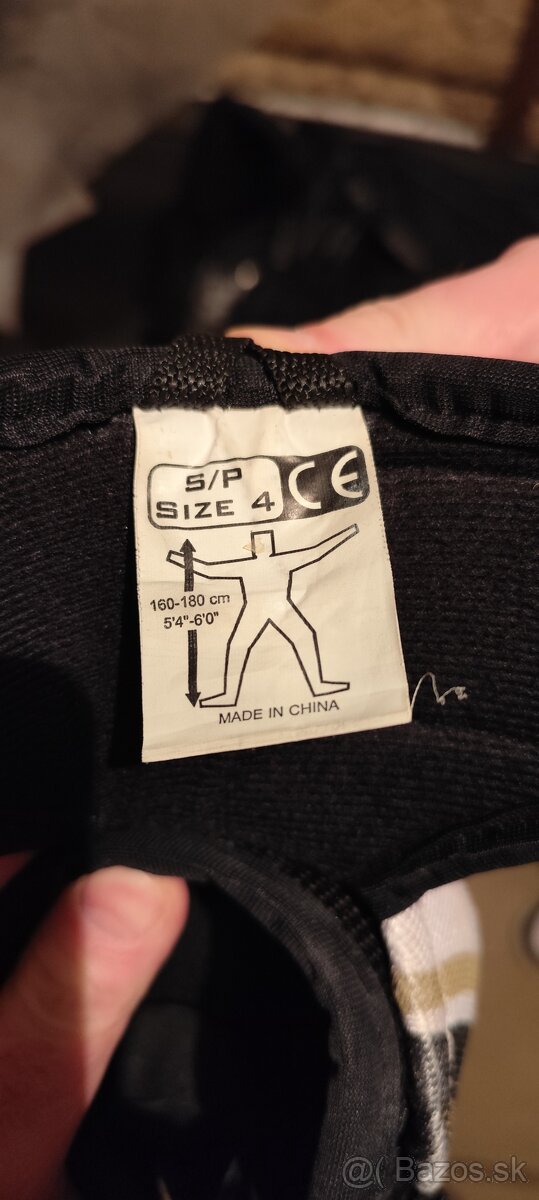 S/P
SIZE 4
CE
160-180 cm
5'4"-6'0"
MADE IN CHINA
@( Bazos.sk